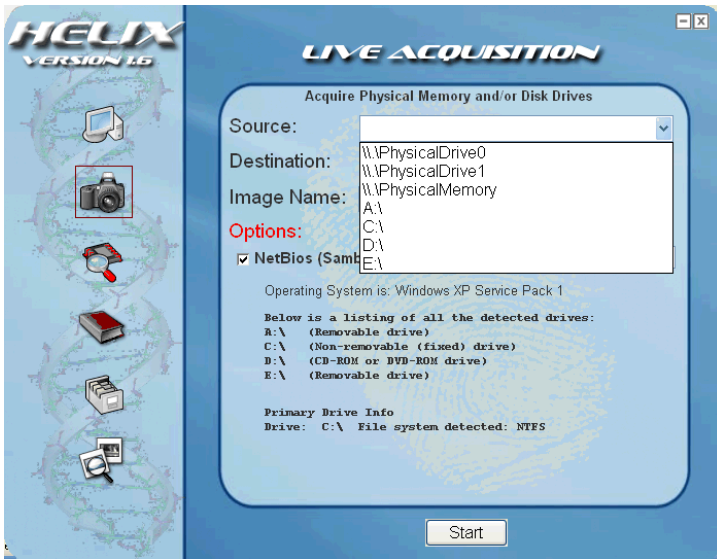 HELIX
VERSION 1.6
LIVE ACQUISITION
Acquire Physical Memory and/or Disk Drives
Source:
\\.\PhysicalDrive0
\\.\PhysicalDrive1
\\.\PhysicalMemory
A:\
C:\
D:\
E:\
Destination:
Image Name:
Options:
NetBios (Samb
Operating System is: Windows XP Service Pack 1
Below is a listing of all the detected drives:
A:\ (Removable drive)
C:\ (Non-removable (fixed) drive)
D:\ (CD-ROM or DVD-ROM drive)
E:\ (Removable drive)
Primary Drive Info
Drive: C:\ File system detected: NTFS
Start